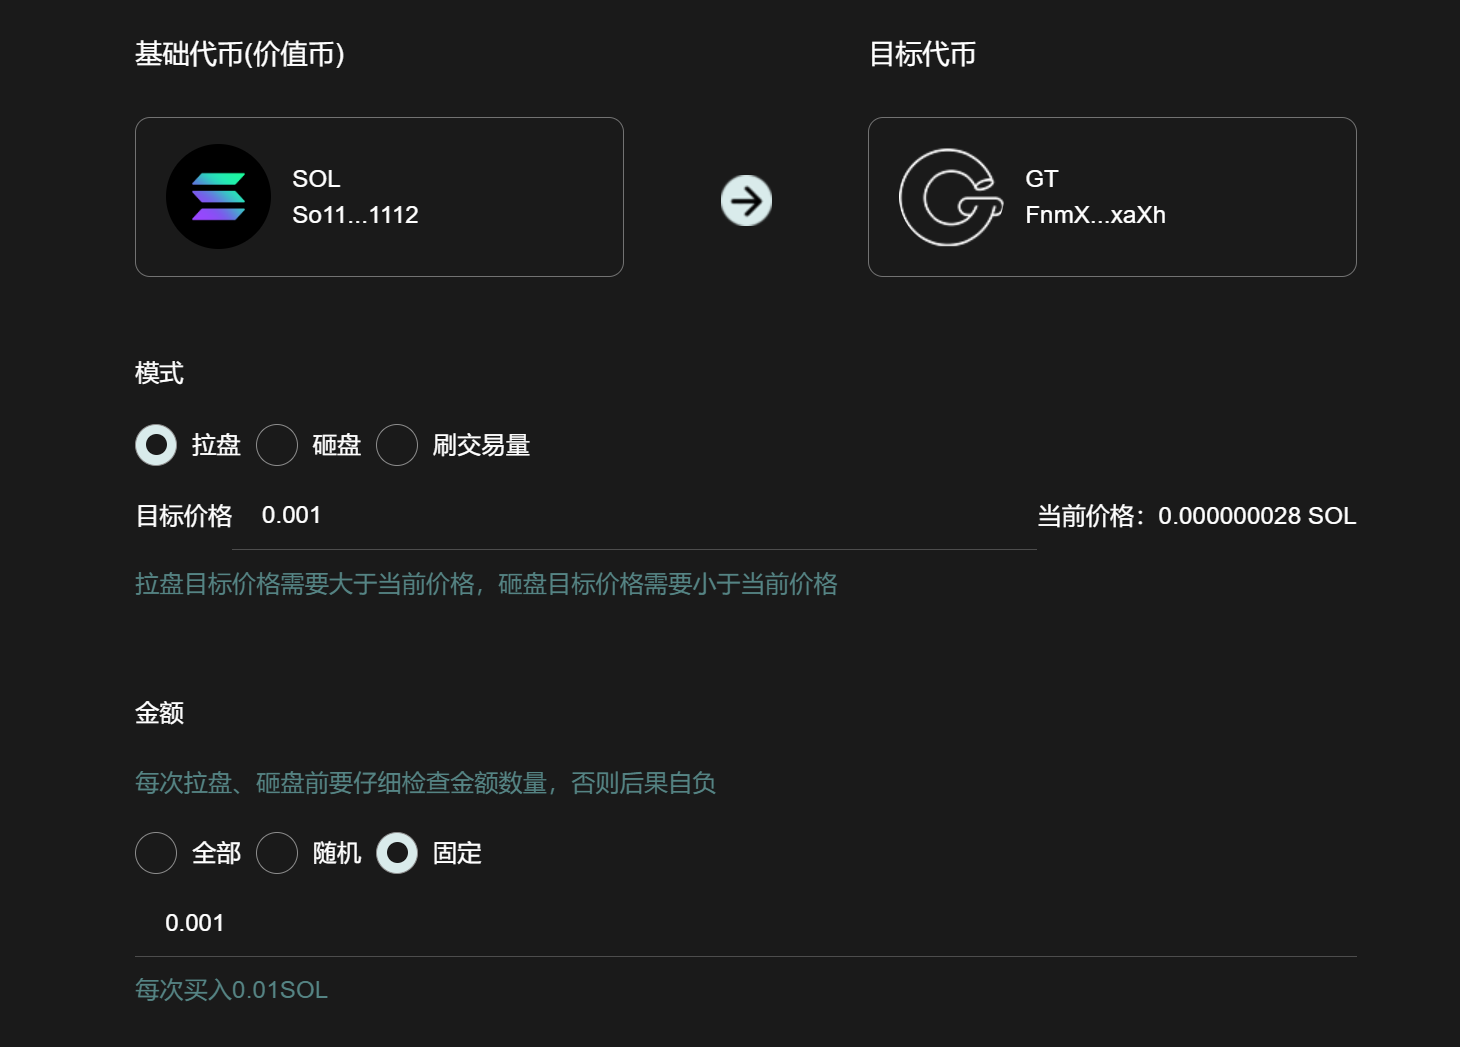 基础代币(价值币)
目标代币
SOL
So11...1112
GT
FnmX...xaXh
模式
拉盘 砸盘 刷交易量
目标价格 0.001 当前价格：0.000000028 SOL
拉盘目标价格需要大于当前价格，砸盘目标价格需要小于当前价格
金额
每次拉盘、砸盘前要仔细检查金额数量，否则后果自负
全部 随机 固定
0.001
每次买入0.01SOL